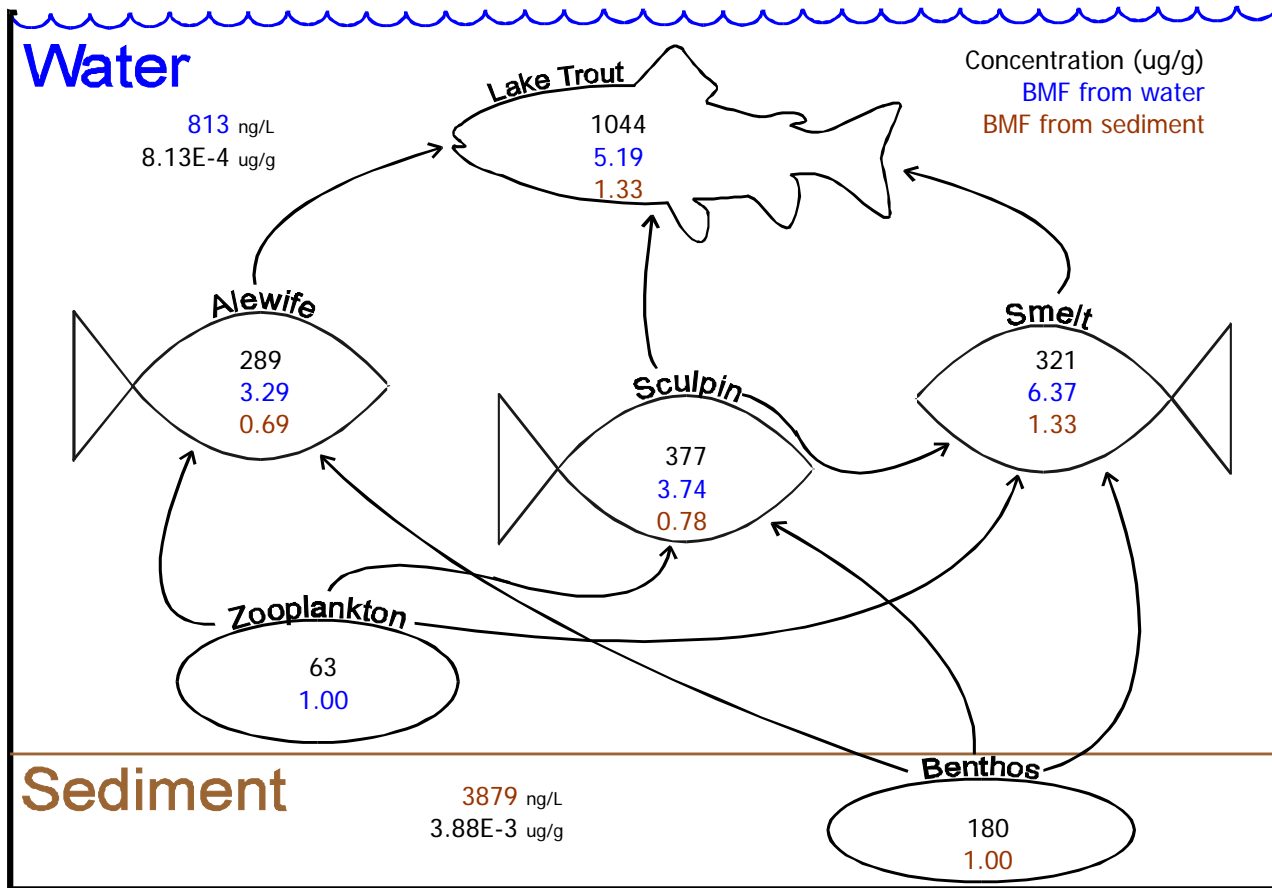 Water
Concentration (ug/g)
BMF from water
BMF from sediment
813 ng/L
8.13E-4 ug/g
Lake Trout
1044
5.19
1.33
Alewife
289
3.29
0.69
Sculpin
377
3.74
0.78
Smelt
321
6.37
1.33
Zooplankton
63
1.00
Sediment
3879 ng/L
3.88E-3 ug/g
Benthos
180
1.00